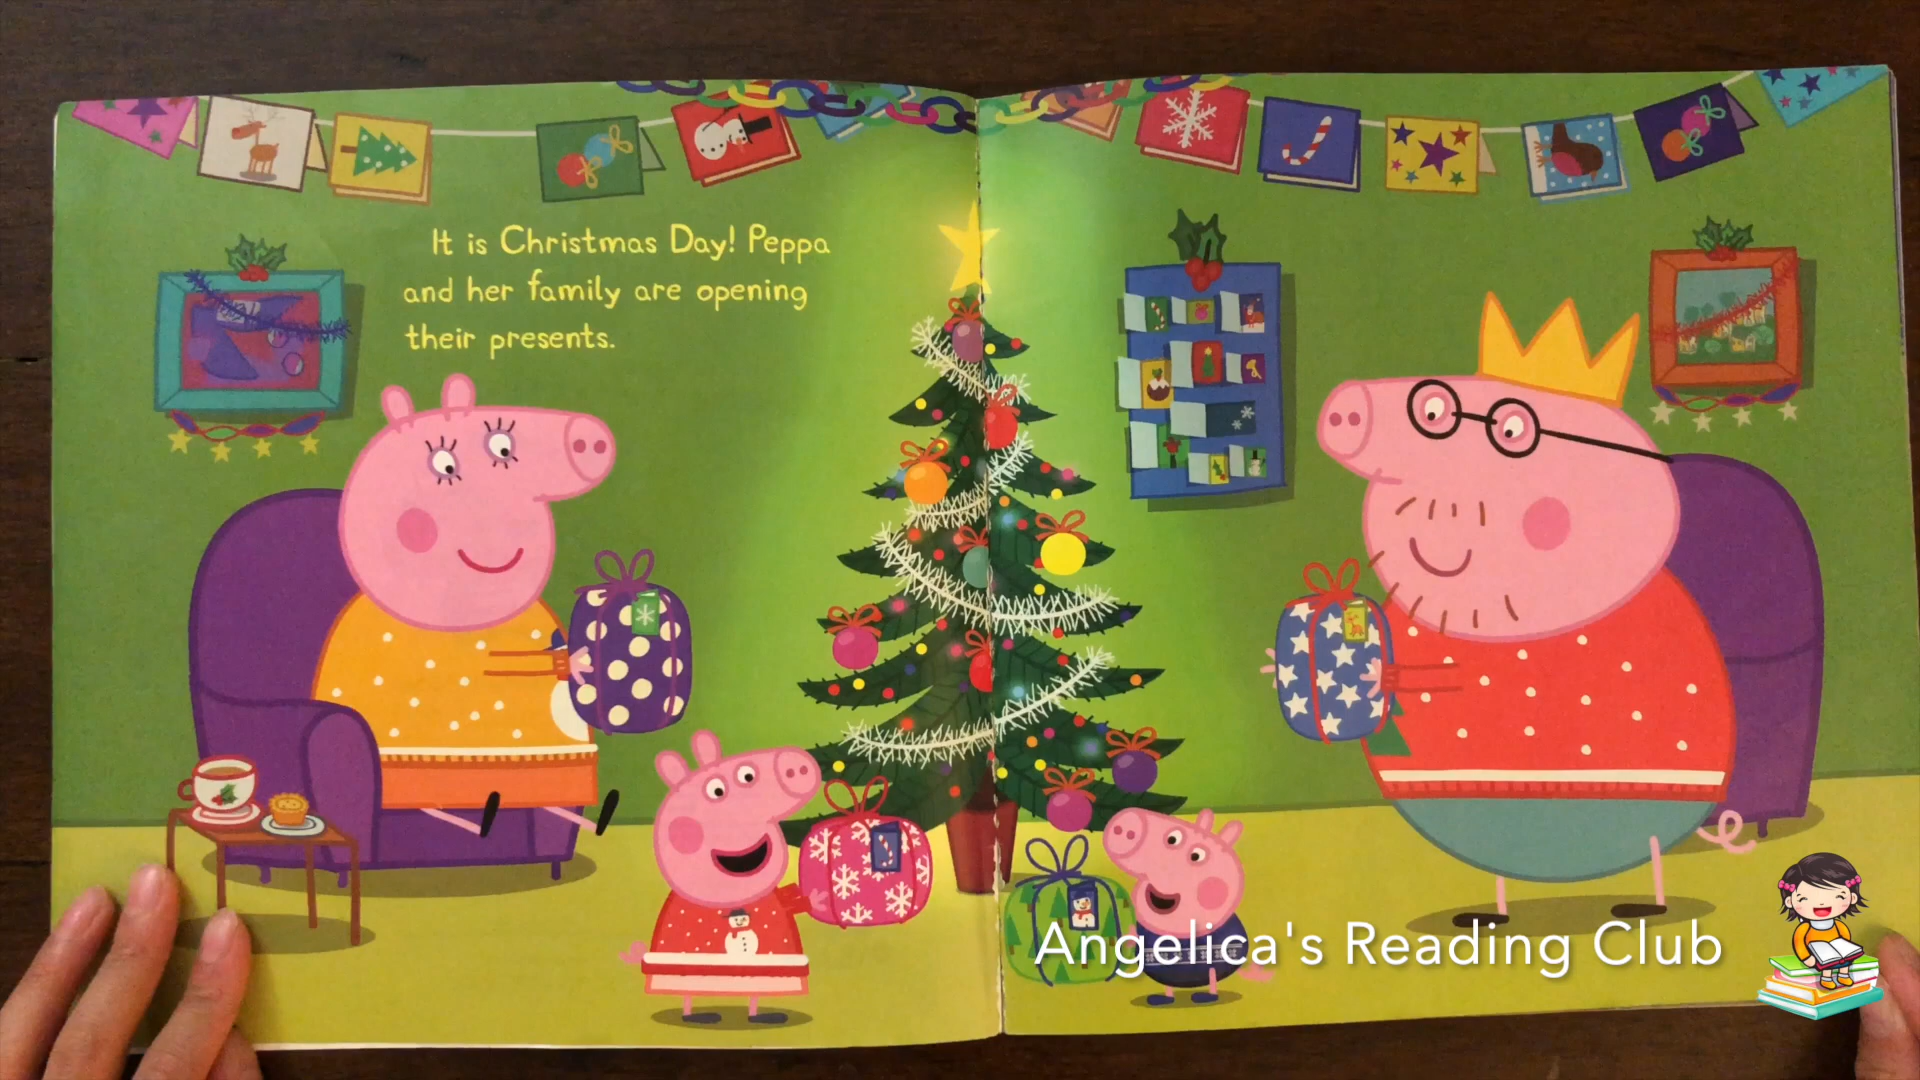 It is Christmas Day! Peppa
and her family are opening
their presents.
Angelica's Reading Club